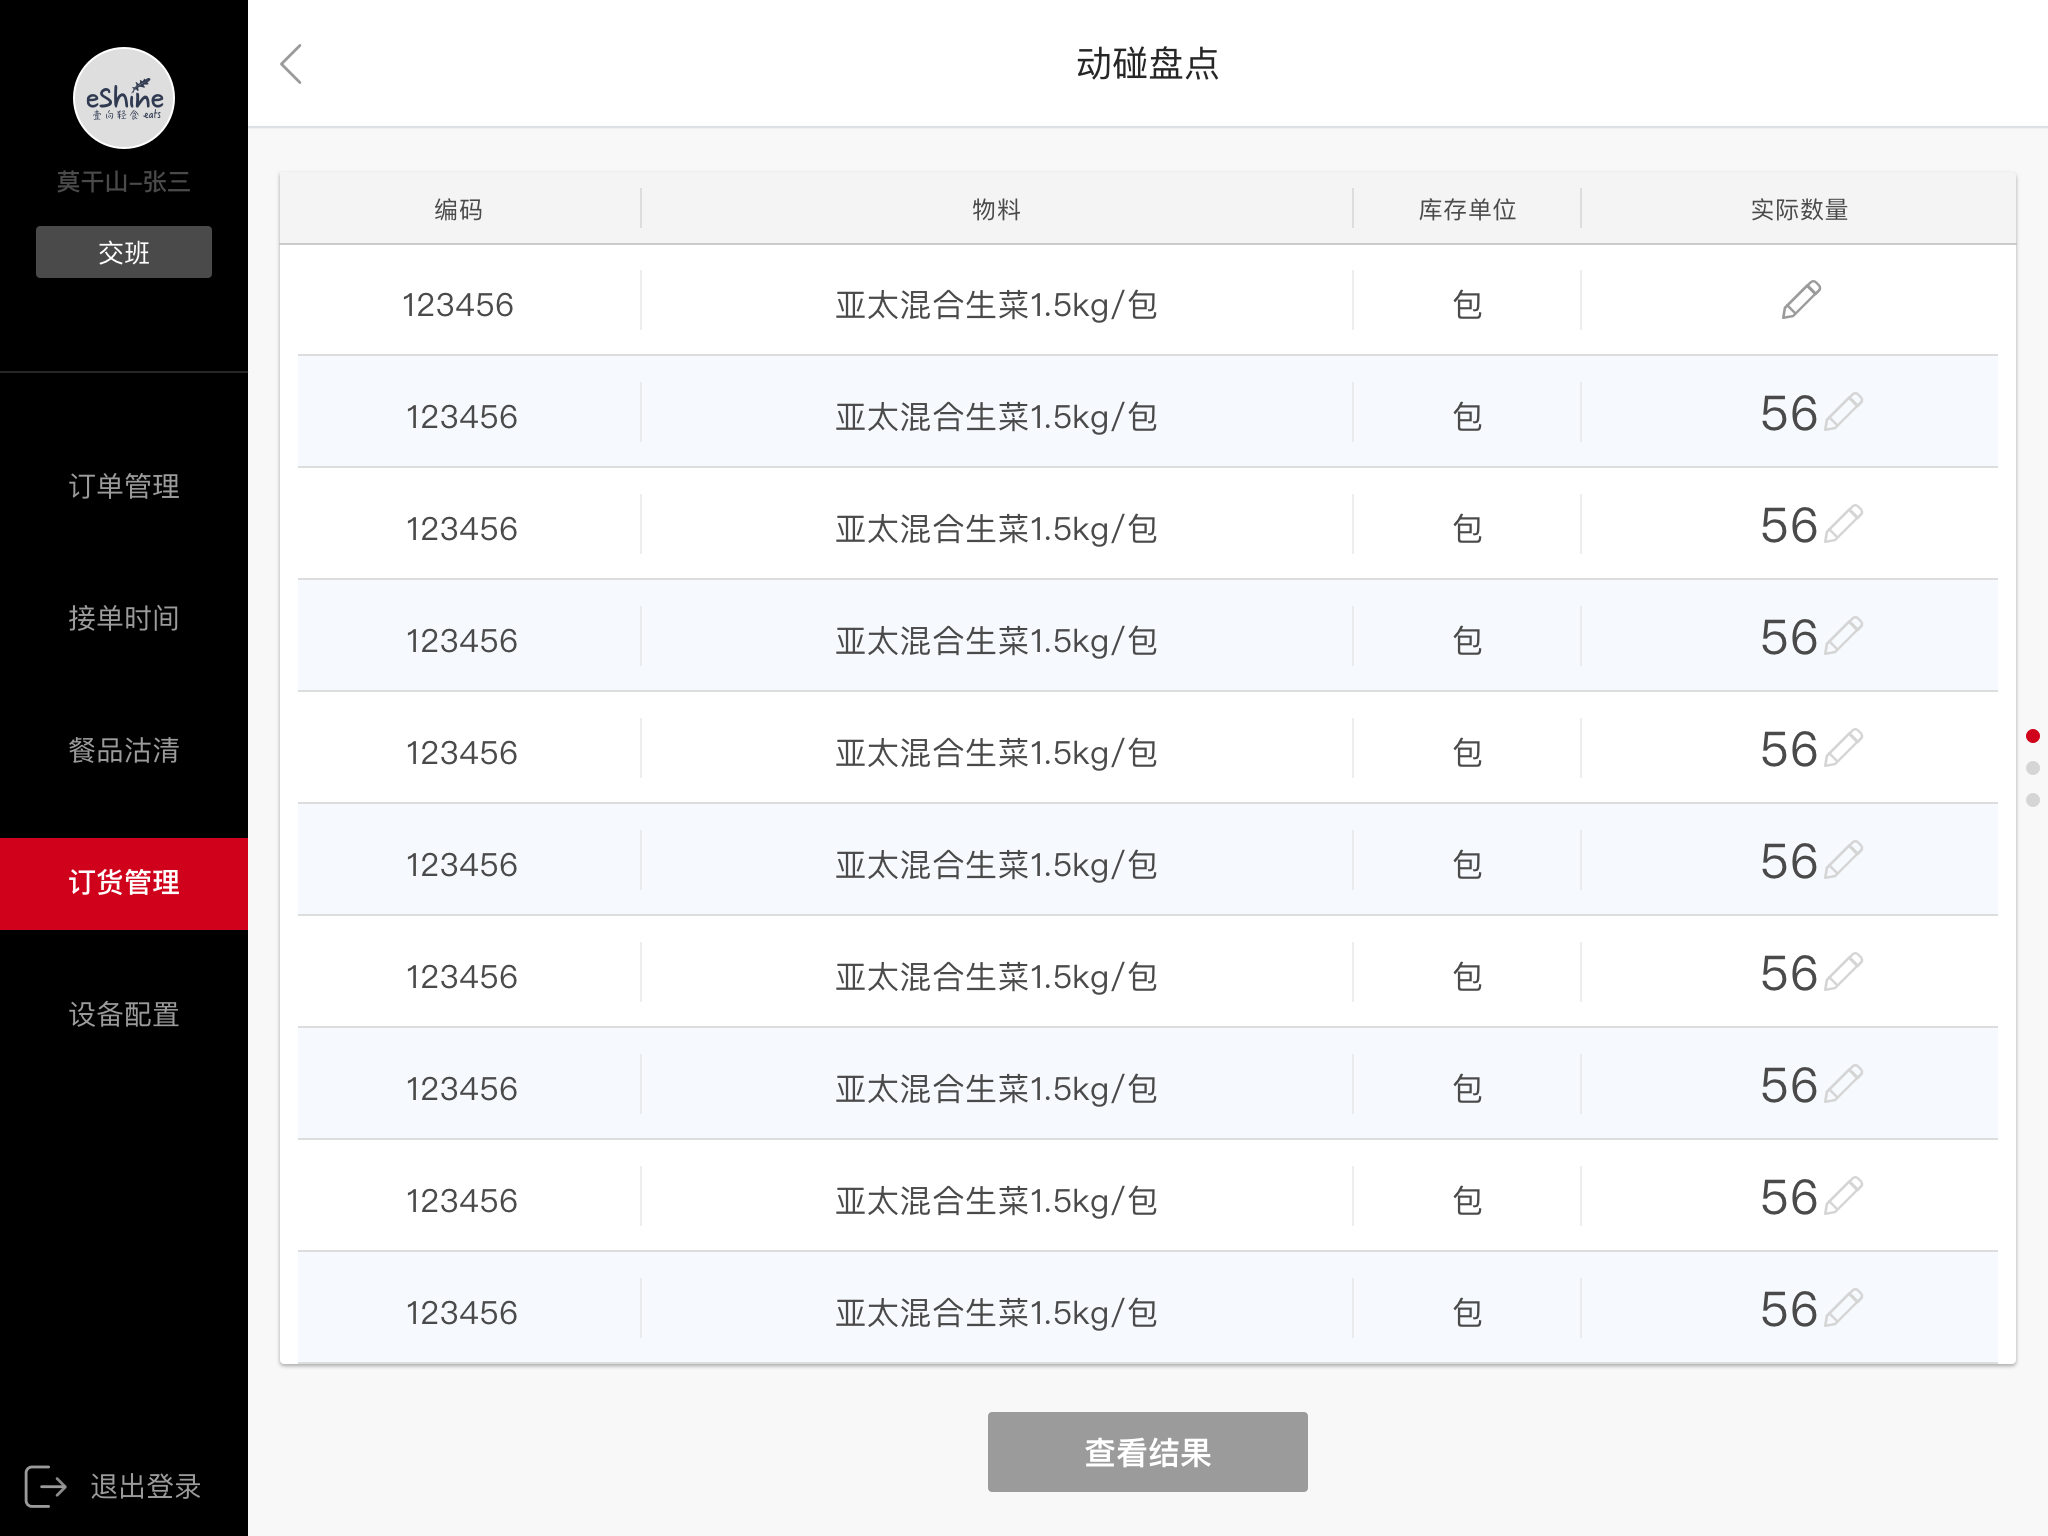 eShine
壹向轻食 eats
莫干山-张三
交班
订单管理
接单时间
餐品沽清
订货管理
设备配置
退出登录
动碰盘点
编码 物料 库存单位 实际数量
123456 亚太混合生菜1.5kg/包 包
123456 亚太混合生菜1.5kg/包 包 56
123456 亚太混合生菜1.5kg/包 包 56
123456 亚太混合生菜1.5kg/包 包 56
123456 亚太混合生菜1.5kg/包 包 56
123456 亚太混合生菜1.5kg/包 包 56
123456 亚太混合生菜1.5kg/包 包 56
123456 亚太混合生菜1.5kg/包 包 56
123456 亚太混合生菜1.5kg/包 包 56
123456 亚太混合生菜1.5kg/包 包 56
查看结果